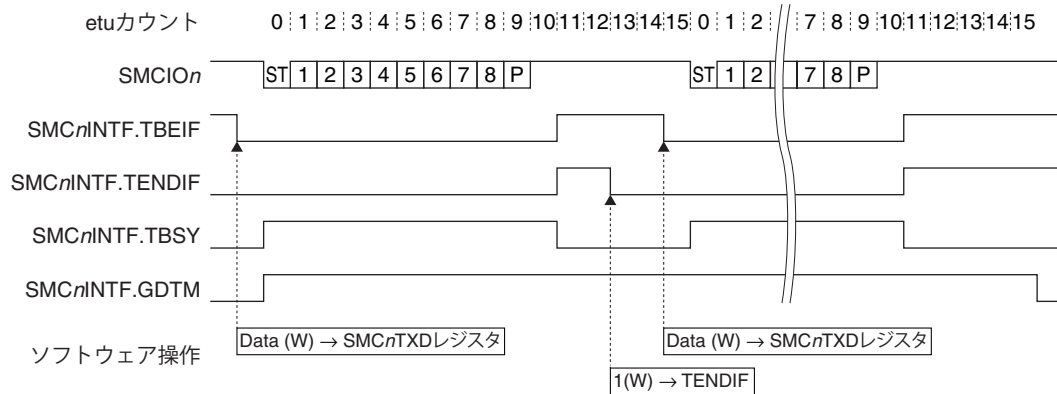 etuカウント 0 1 2 3 4 5 6 7 8 9 10 11 12 13 14 15 0 1 2 7 8 9 10 11 12 13 14 15
SMCIOn ST 1 2 3 4 5 6 7 8 P ST 1 2 7 8 P
SMCnINTF.TBEIF
SMCnINTF.TENDIF
SMCnINTF.TBSY
SMCnINTF.GDTM
ソフトウェア操作 Data (W) → SMCnTXDレジスタ Data (W) → SMCnTXDレジスタ
1(W) → TENDIF